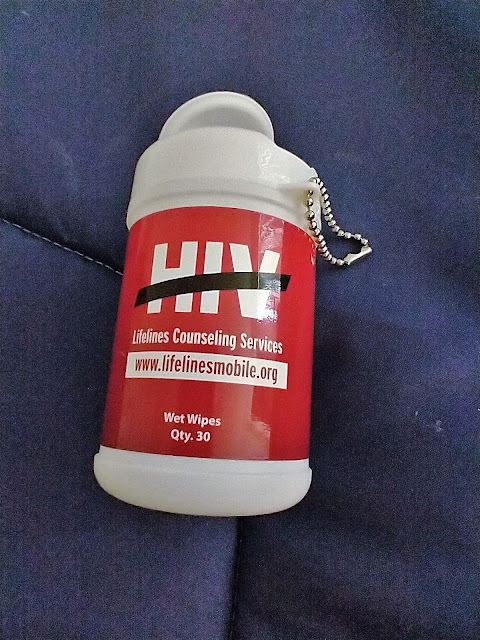 HIV
Lifelines Counseling Services
www.lifelinesmobile.org
Wet Wipes
Qty. 30